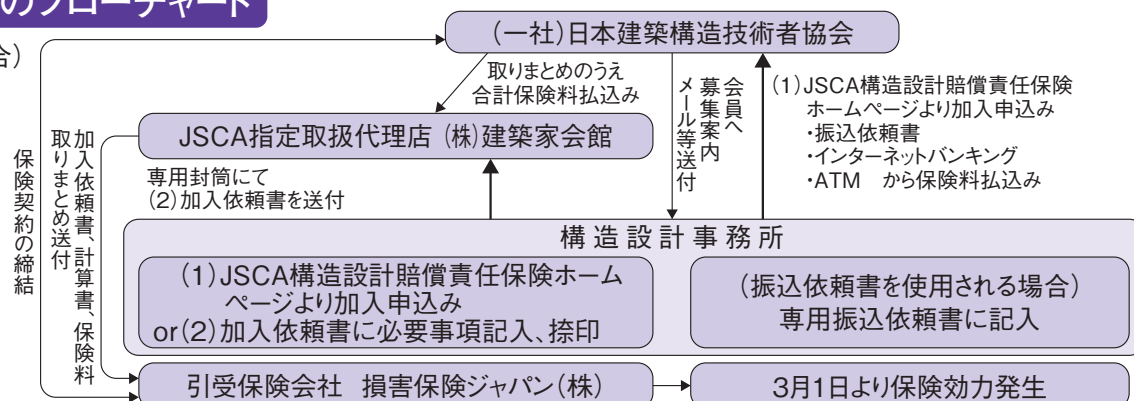 のフローチャート
合)
(一社)日本建築構造技術者協会
取りまとめのうえ
合計保険料払込み
会員へ
募集案内
メール等送付
(1)JSCA構造設計賠償責任保険
ホームページより加入申込み
・振込依頼書
・インターネットバンキング
・ATM から保険料払込み
JSCA指定取扱代理店 (株)建築家会館
専用封筒にて
(2)加入依頼書を送付
保険契約の締結
加入依頼書、計算書、保険料
取りまとめ送付
構造設計事務所
(1)JSCA構造設計賠償責任保険ホーム
ページより加入申込み
or(2)加入依頼書に必要事項記入、捺印
(振込依頼書を使用される場合)
専用振込依頼書に記入
引受保険会社 損害保険ジャパン(株)
3月1日より保険効力発生